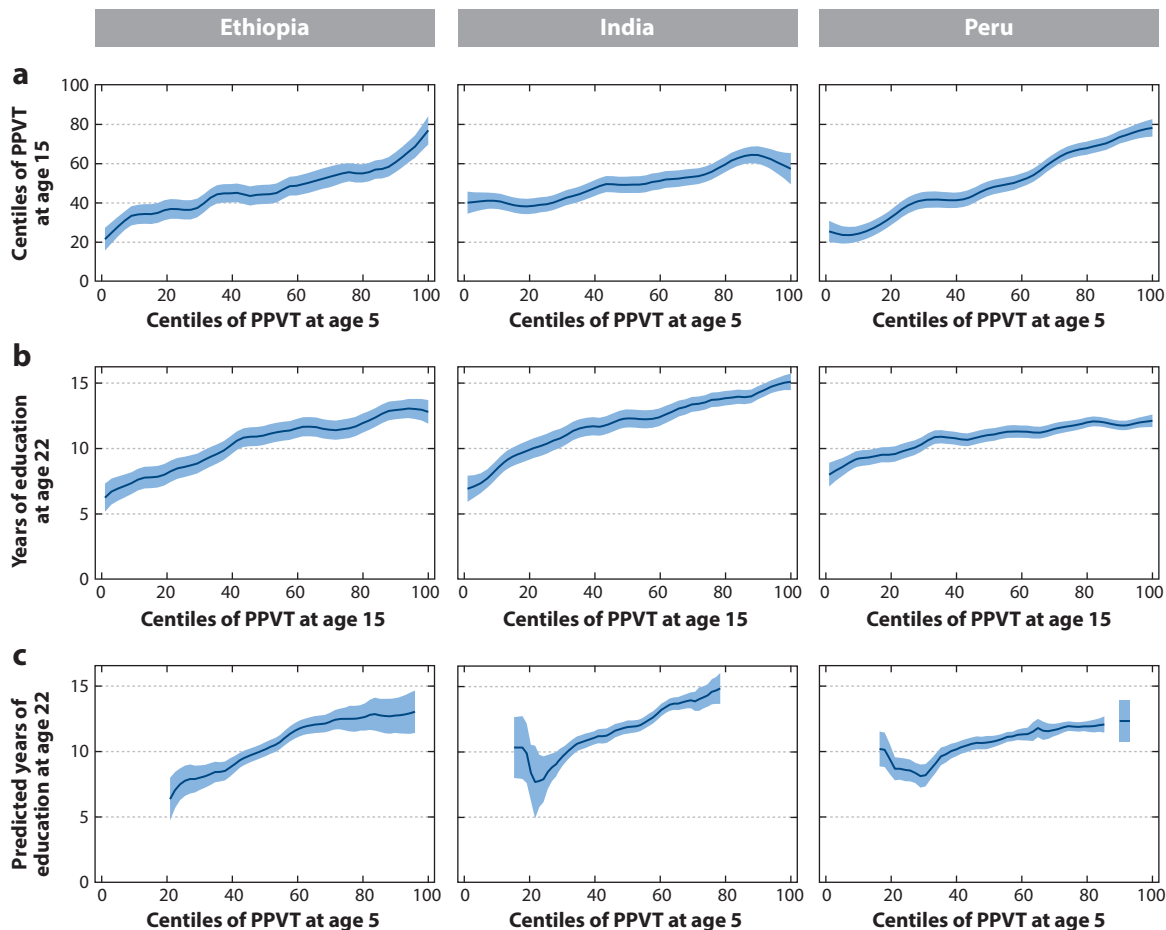 Ethiopia India Peru
a
Centiles of PPVT
at age 15
100
80
60
40
20
0
0 20 40 60 80 100 0 20 40 60 80 100 0 20 40 60 80 100
Centiles of PPVT at age 5 Centiles of PPVT at age 5 Centiles of PPVT at age 5
b
Years of education
at age 22
15
10
5
0
0 20 40 60 80 100 0 20 40 60 80 100 0 20 40 60 80 100
Centiles of PPVT at age 15 Centiles of PPVT at age 15 Centiles of PPVT at age 15
c
Predicted years of
education at age 22
15
10
5
0
0 20 40 60 80 100 0 20 40 60 80 100 0 20 40 60 80 100
Centiles of PPVT at age 5 Centiles of PPVT at age 5 Centiles of PPVT at age 5